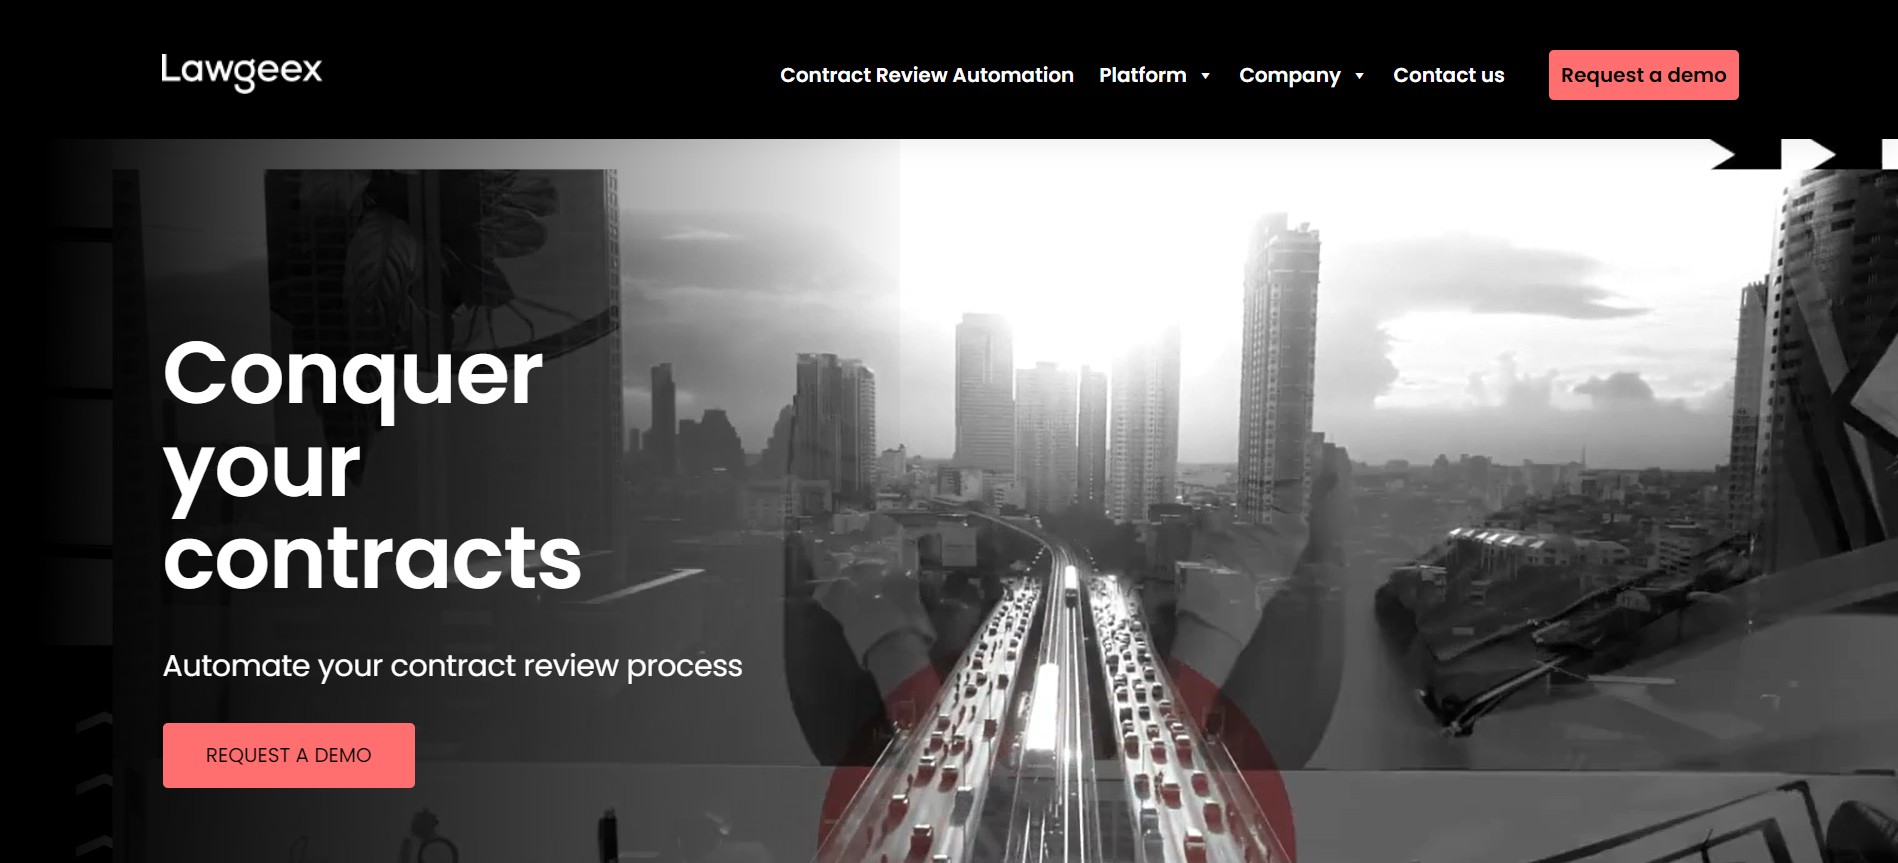 Lawgeex
Contract Review Automation Platform Company Contact us Request a demo
Conquer
your
contracts
Automate your contract review process
REQUEST A DEMO